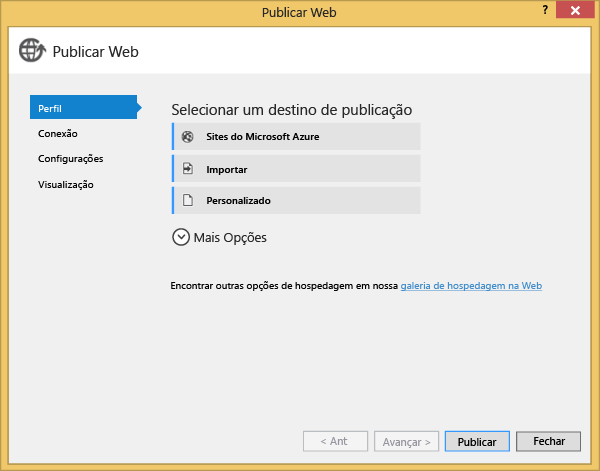 Publicar Web
?
Publicar Web
Perfil
Conexão
Configurações
Visualização
Selecionar um destino de publicação
Sites do Microsoft Azure
Importar
Personalizado
Mais Opções
Encontrar outras opções de hospedagem em nossa galeria de hospedagem na Web
< Ant
Avançar >
Publicar
Fechar